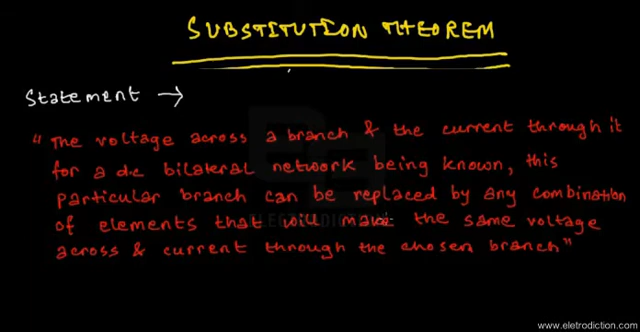 SUBSTITUTION THEOREM
Statement →
"The voltage across a branch & the current through it
for a dc bilateral network being known, this
particular branch can be replaced by any combination
of elements that will make the same voltage
across & current through the chosen branch"
www.eletrodiction.com